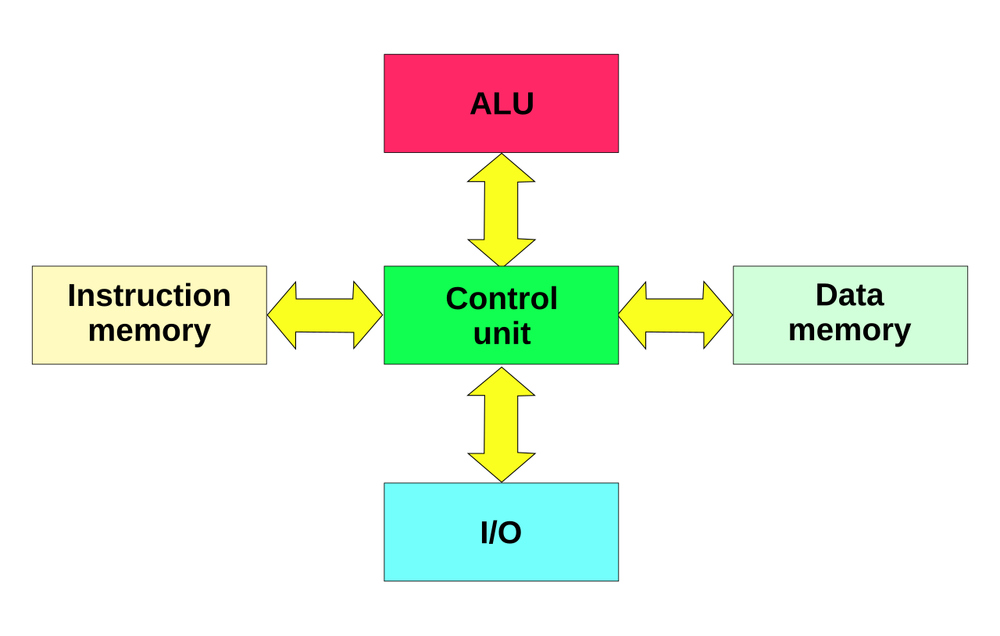 ALU
Instruction
memory
Control
unit
Data
memory
I/O